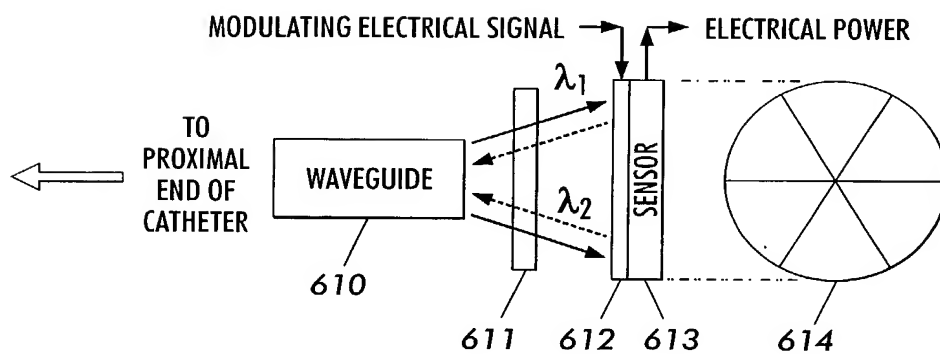 MODULATING ELECTRICAL SIGNAL
ELECTRICAL POWER
λ1
TO
PROXIMAL
END OF
CATHETER
WAVEGUIDE
λ2
SENSOR
610
611
612
613
614